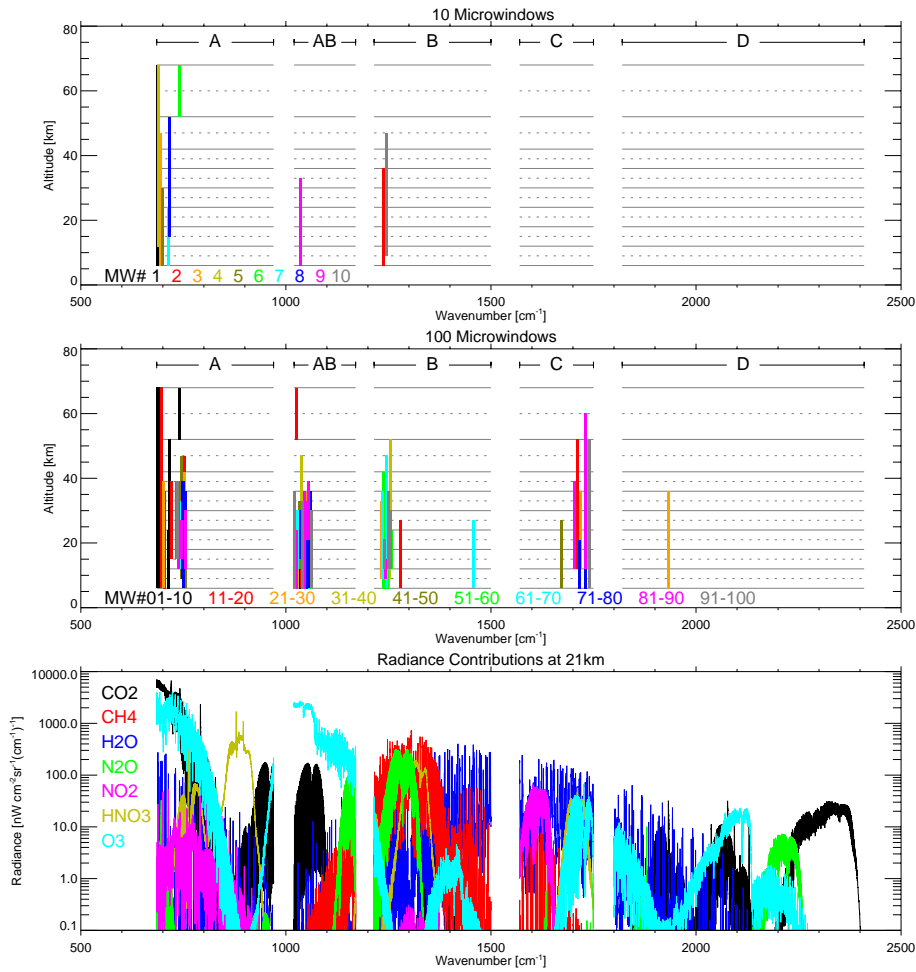 10 Microwindows
80
60
40
20
0
Altitude [km]
A AB B C D
MW# 1 2 3 4 5 6 7 8 9 10
500 1000 1500 2000 2500
Wavenumber [cm-1]
100 Microwindows
80
60
40
20
0
Altitude [km]
A AB B C D
MW#01-10 11-20 21-30 31-40 41-50 51-60 61-70 71-80 81-90 91-100
500 1000 1500 2000 2500
Wavenumber [cm-1]
Radiance Contributions at 21km
10000.0
1000.0
100.0
10.0
1.0
0.1
Radiance [nW cm-2sr-1(cm-1)-1]
CO2
CH4
H2O
N2O
NO2
HNO3
O3
500 1000 1500 2000 2500
Wavenumber [cm-1]